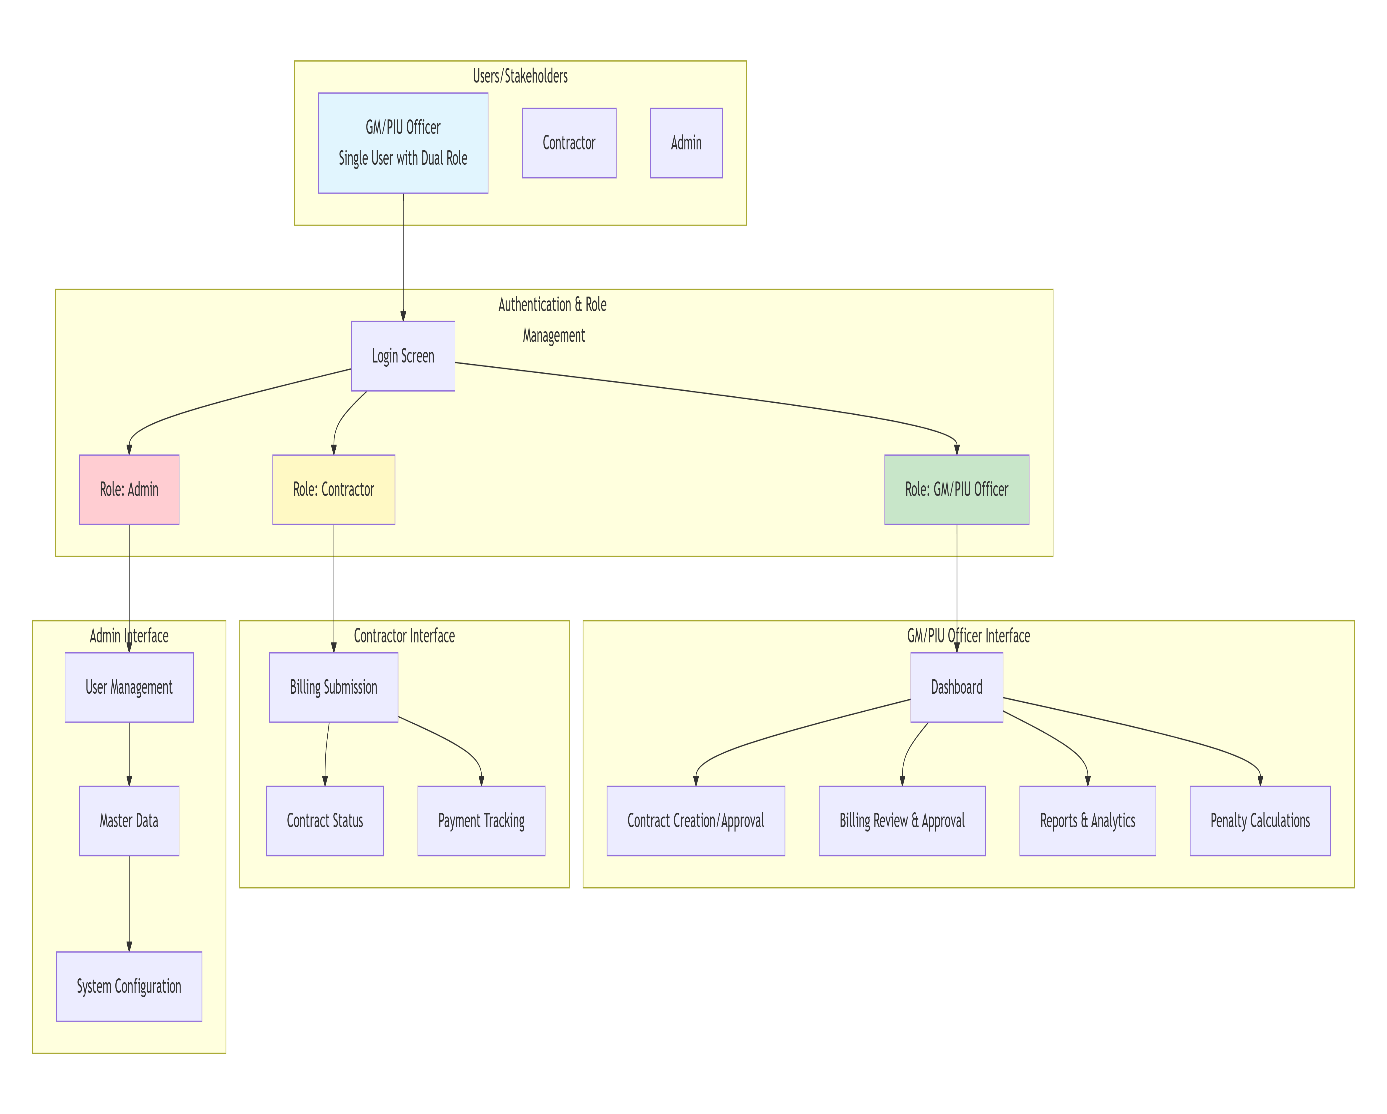 Users/Stakeholders
GM/PIU Officer
Single User with Dual Role
Contractor
Admin
Authentication & Role
Management
Login Screen
Role: Admin
Role: Contractor
Role: GM/PIU Officer
Admin Interface
User Management
Master Data
System Configuration
Contractor Interface
Billing Submission
Contract Status
Payment Tracking
GM/PIU Officer Interface
Dashboard
Contract Creation/Approval
Billing Review & Approval
Reports & Analytics
Penalty Calculations